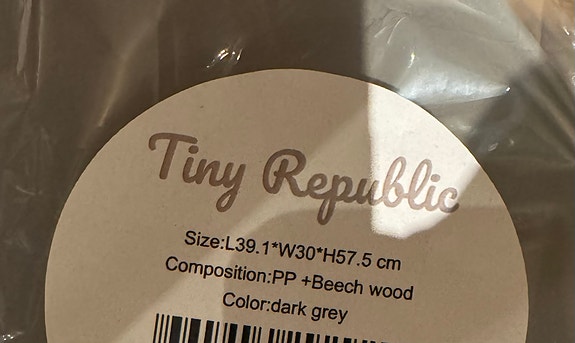 Tiny Republic
Size:L39.1*W30*H57.5 cm
Composition:PP +Beech wood
Color:dark grey